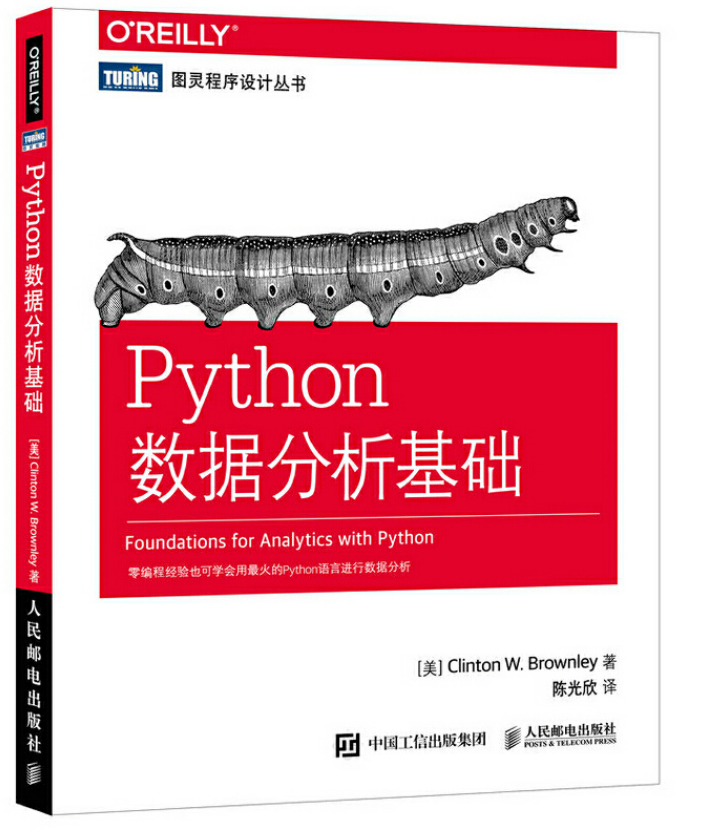 O'REILLY®
TURING 图灵程序设计丛书
Python
数据分析基础
Foundations for Analytics with Python
零编程经验也可学会用最火的Python语言进行数据分析
[美] Clinton W. Brownley 著
陈光欣 译
中国工信出版集团
人民邮电出版社
POSTS & TELECOM PRESS
O'REILLY®
TURING
Python数据分析基础
[美] Clinton W. Brownley 著
人民邮电出版社